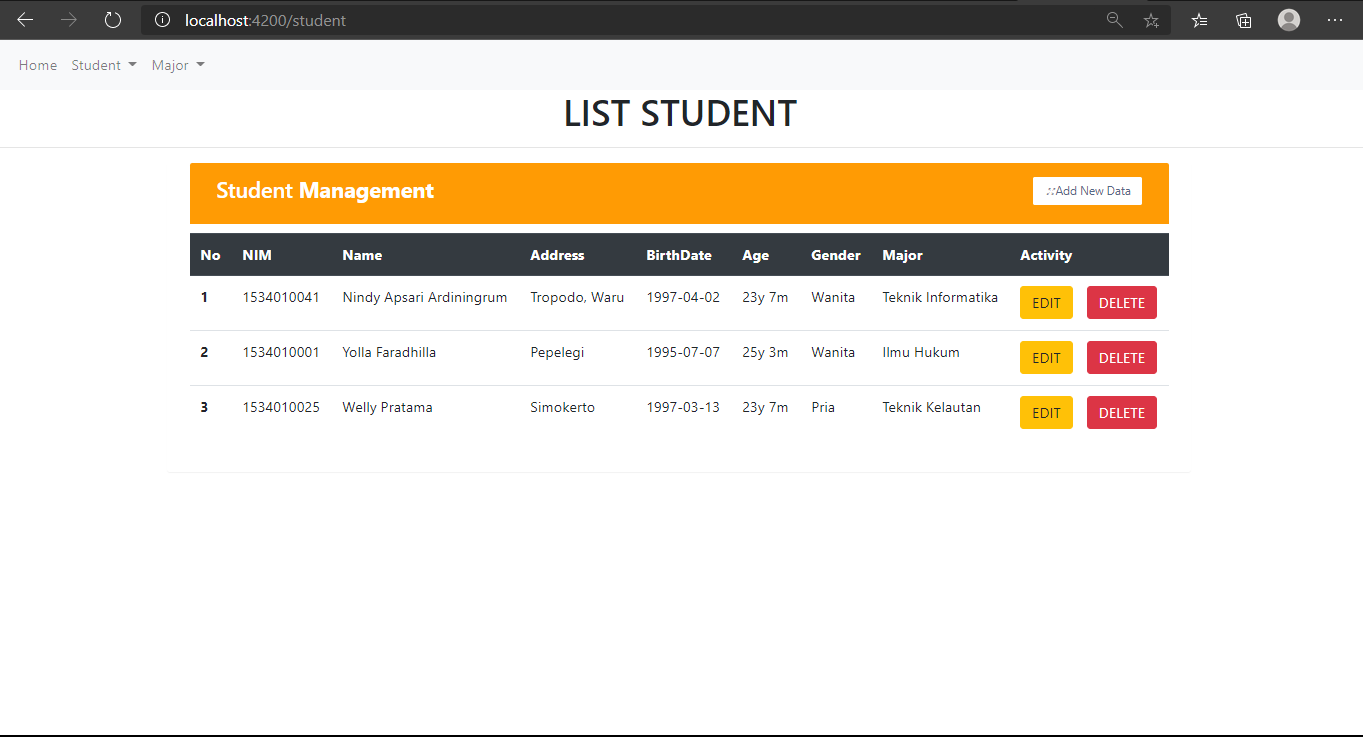 localhost:4200/student
Home Student Major
LIST STUDENT
Student Management ::Add New Data
No NIM Name Address BirthDate Age Gender Major Activity
1 1534010041 Nindy Apsari Ardiningrum Tropodo, Waru 1997-04-02 23y 7m Wanita Teknik Informatika EDIT DELETE
2 1534010001 Yolla Faradhilla Pepelegi 1995-07-07 25y 3m Wanita Ilmu Hukum EDIT DELETE
3 1534010025 Welly Pratama Simokerto 1997-03-13 23y 7m Pria Teknik Kelautan EDIT DELETE